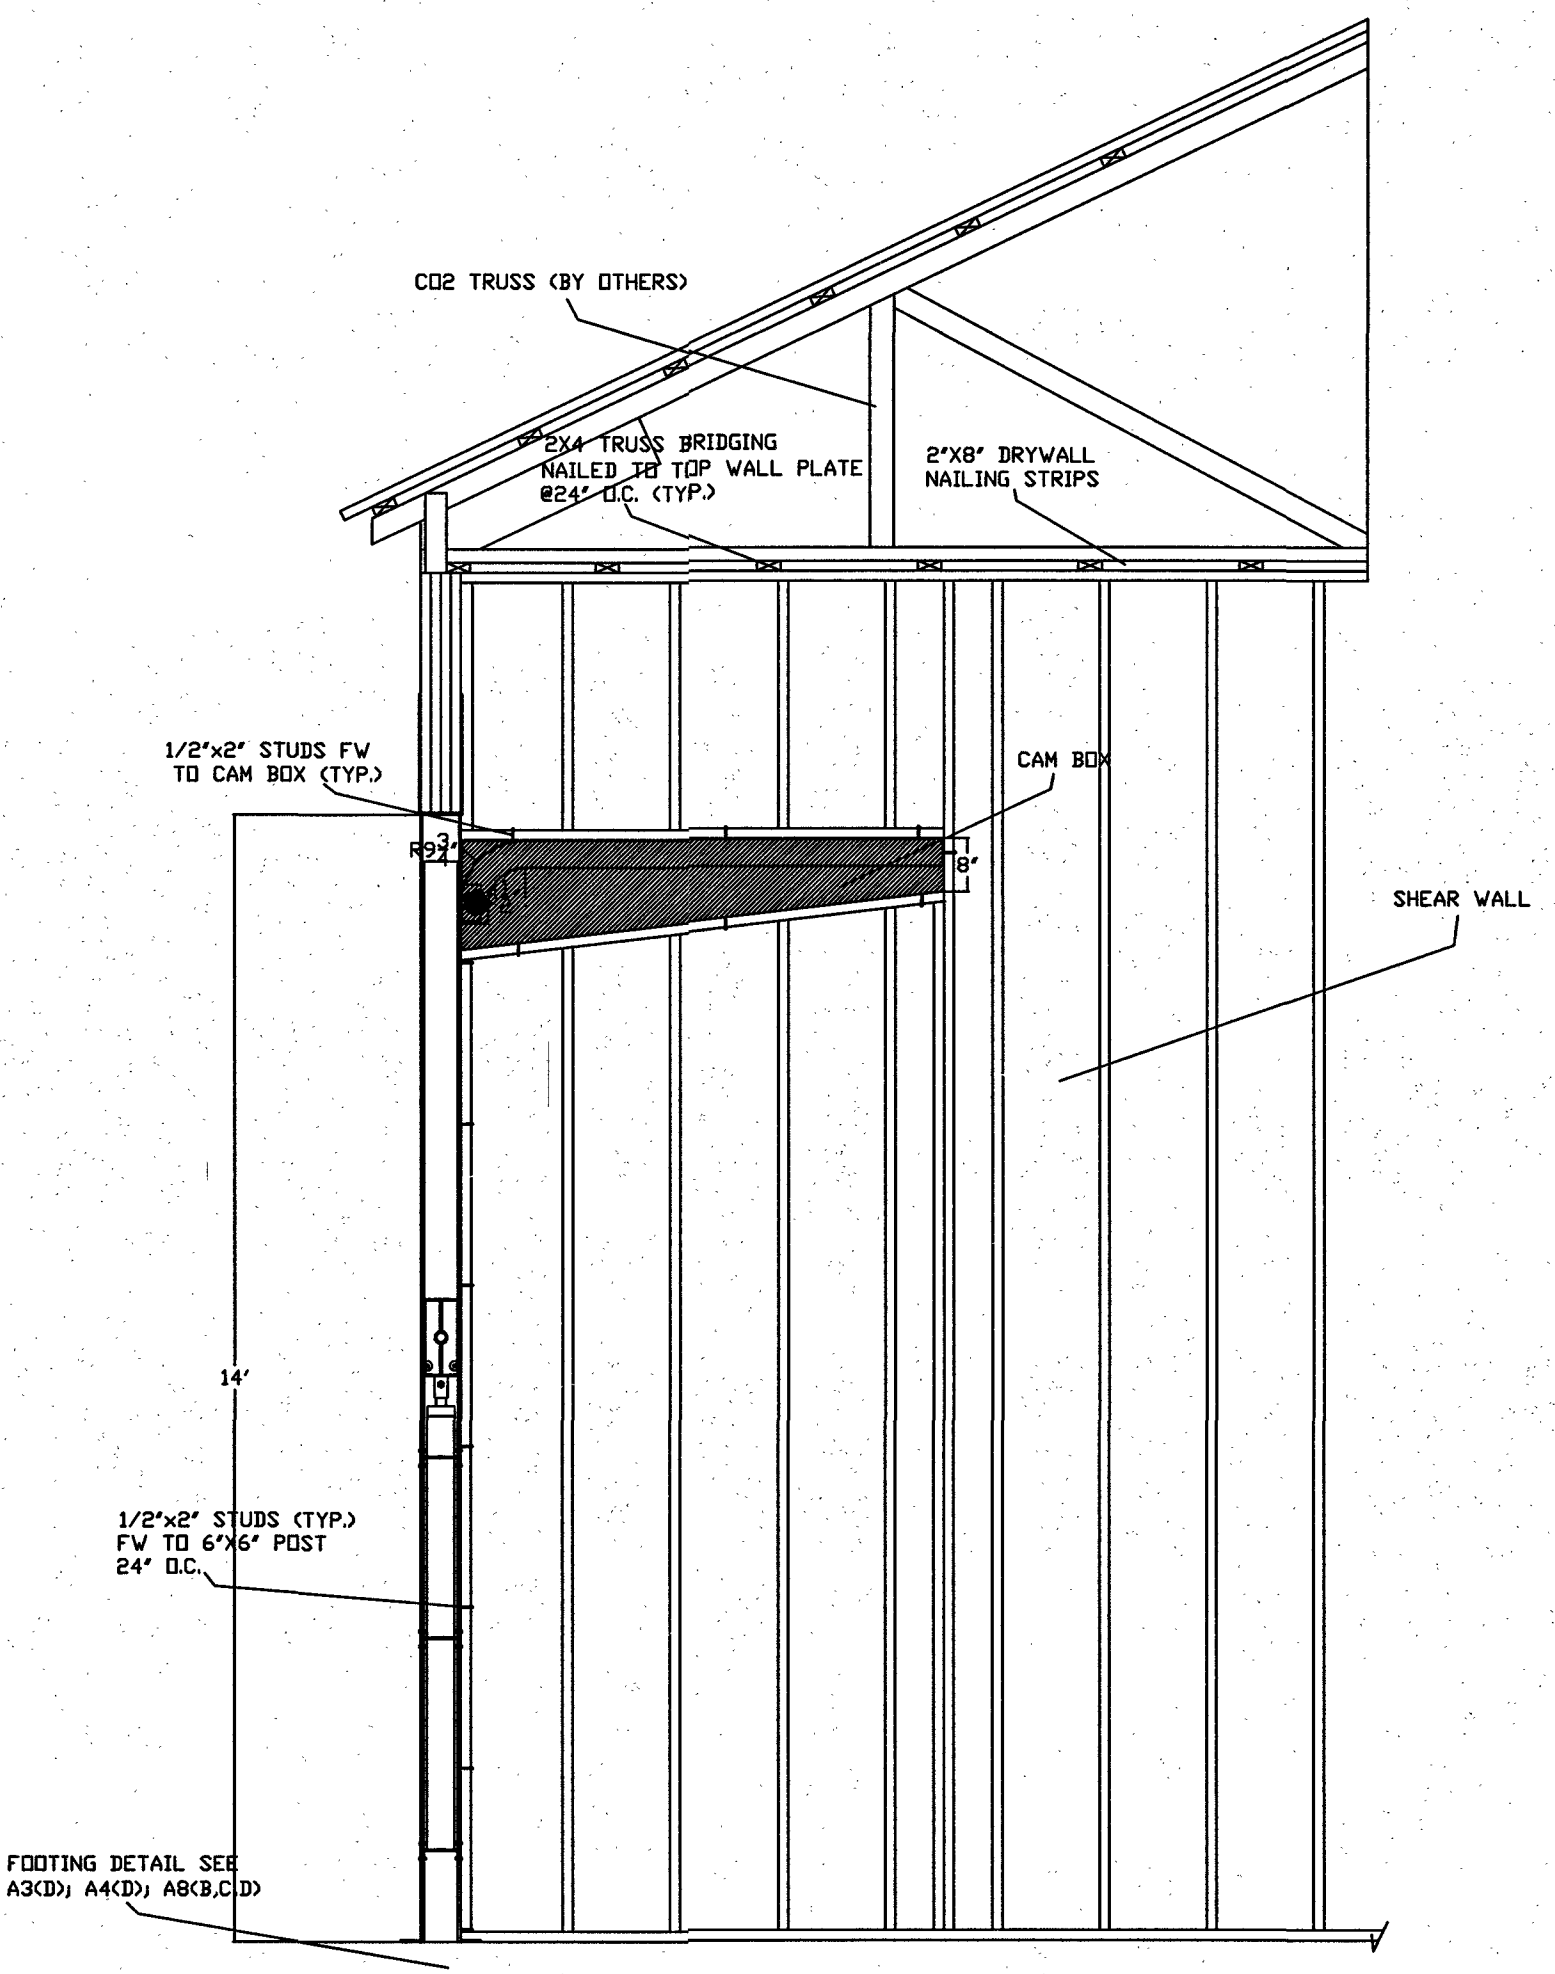 CO2 TRUSS (BY OTHERS)
2X4 TRUSS BRIDGING
NAILED TO TOP WALL PLATE
@24" O.C. (TYP.)
2"X8" DRYWALL
NAILING STRIPS
1/2"x2" STUDS FW
TO CAM BOX (TYP.)
CAM BOX
R9 3/4"
8"
SHEAR WALL
14'
1/2"x2" STUDS (TYP.)
FW TO 6"X6" POST
24" O.C.
FOOTING DETAIL SEE
A3(D); A4(D); A8(B,C,D)